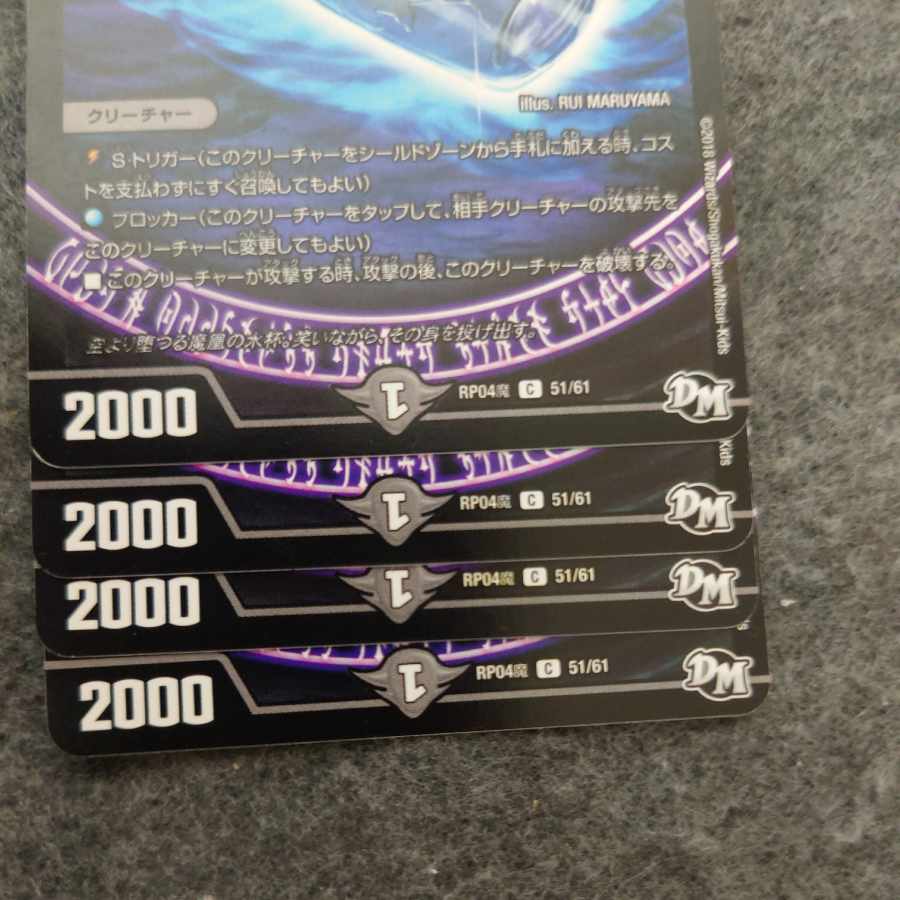 illus. RUI MARUYAMA
クリーチャー
S・トリガー(このクリーチャーをシールドゾーンから手札に加える時、コス
トを支払わずにすぐ召喚してもよい)
ブロッカー(このクリーチャーをタップして、相手クリーチャーの攻撃先を
このクリーチャーに変更してもよい)
■このクリーチャーが攻撃する時、攻撃の後、このクリーチャーを破壊する。
空より堕つる魔凰の氷杯。笑いながら、その身を投げ出す。
©2018 Wizards/Shogakukan/Mitsui-Kids
2000 1 RP04魔 C 51/61 DM
Kids
2000 1 RP04魔 C 51/61 DM
2000 1 RP04魔 C 51/61 DM
2000 1 RP04魔 C 51/61 DM